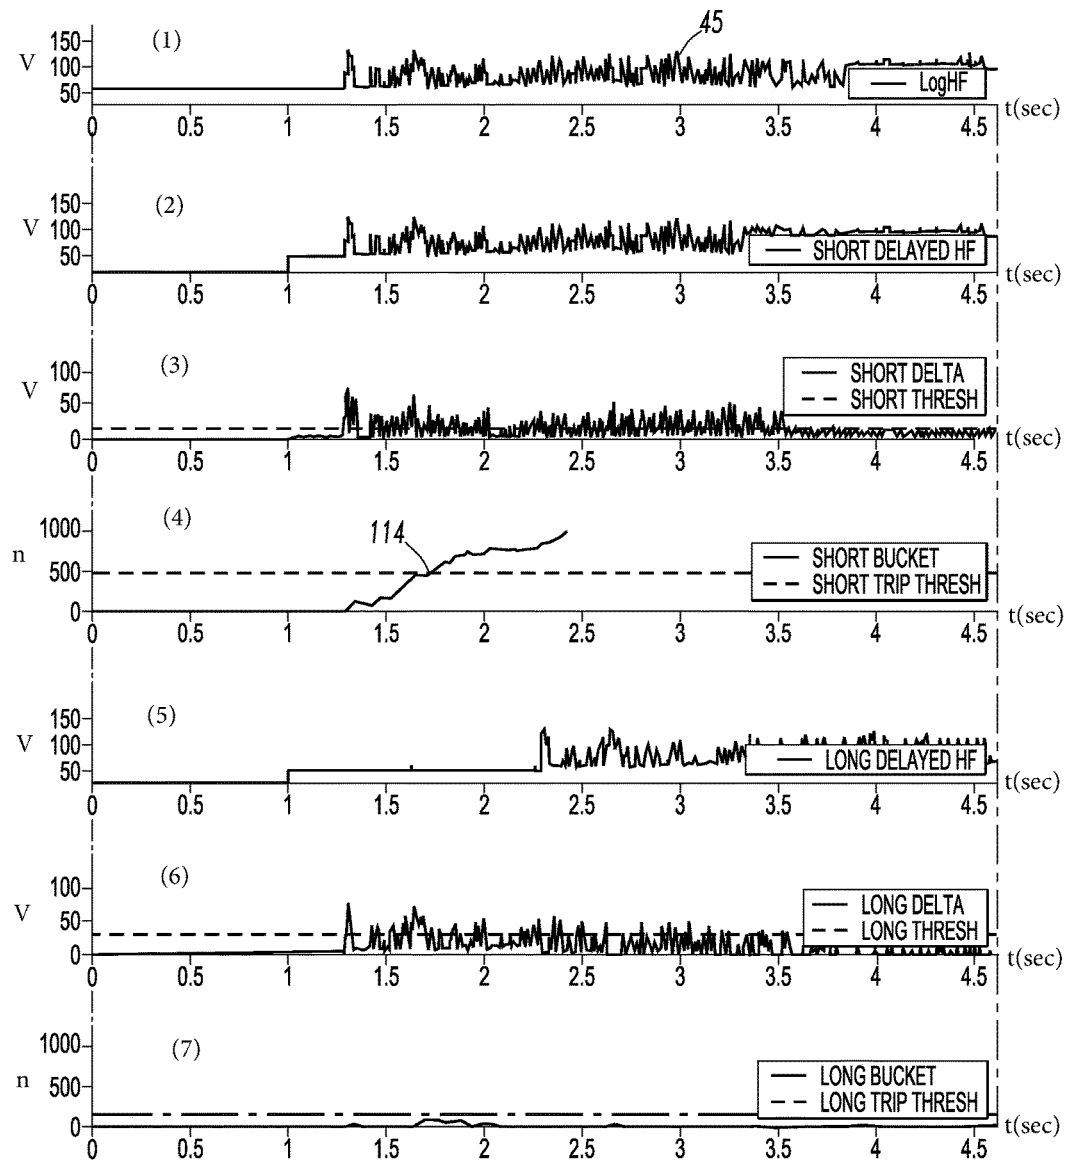 (1)
45
V
150
100
50
LogHF
0 0.5 1 1.5 2 2.5 3 3.5 4 4.5 t(sec)
(2)
V
150
100
50
SHORT DELAYED HF
0 0.5 1 1.5 2 2.5 3 3.5 4 4.5 t(sec)
(3)
V
100
50
0
SHORT DELTA
SHORT THRESH
0 0.5 1 1.5 2 2.5 3 3.5 4 4.5 t(sec)
(4)
114
n
1000
500
0
SHORT BUCKET
SHORT TRIP THRESH
0 0.5 1 1.5 2 2.5 3 3.5 4 4.5 t(sec)
(5)
V
150
100
50
LONG DELAYED HF
0 0.5 1 1.5 2 2.5 3 3.5 4 4.5 t(sec)
(6)
V
100
50
0
LONG DELTA
LONG THRESH
0 0.5 1 1.5 2 2.5 3 3.5 4 4.5 t(sec)
(7)
n
1000
500
0
LONG BUCKET
LONG TRIP THRESH
0 0.5 1 1.5 2 2.5 3 3.5 4 4.5 t(sec)